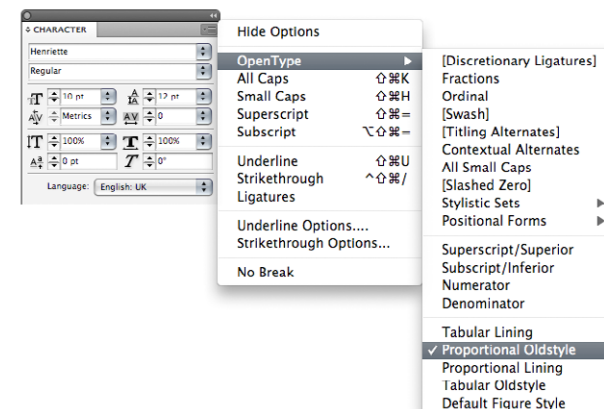 CHARACTER
Henriette
Regular
10 pt 12 pt
Metrics 0
100% 100%
0 pt 0°
Language: English: UK
Hide Options
OpenType
All Caps ⇧⌘K
Small Caps ⇧⌘H
Superscript ⇧⌘=
Subscript ⌥⇧⌘=
Underline ⇧⌘U
Strikethrough ^⇧⌘/
Ligatures
Underline Options....
Strikethrough Options...
No Break
[Discretionary Ligatures]
Fractions
Ordinal
[Swash]
[Titling Alternates]
Contextual Alternates
All Small Caps
[Slashed Zero]
Stylistic Sets
Positional Forms
Superscript/Superior
Subscript/Inferior
Numerator
Denominator
Tabular Lining
✓ Proportional Oldstyle
Proportional Lining
Tabular Oldstyle
Default Figure Style